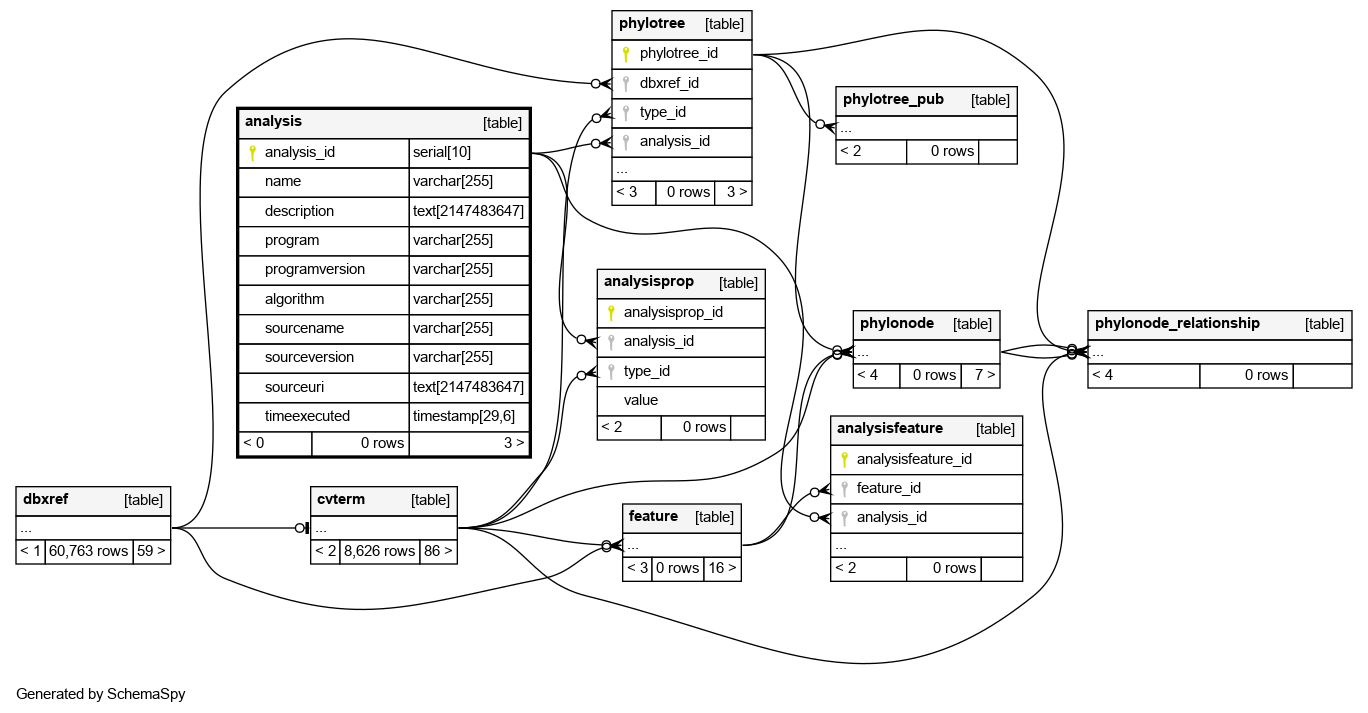 phylotree [table]
phylotree_id
dbxref_id
type_id
analysis_id
...
< 3 0 rows 3 >
phylotree_pub [table]
...
< 2 0 rows
analysis [table]
analysis_id serial[10]
name varchar[255]
description text[2147483647]
program varchar[255]
programversion varchar[255]
algorithm varchar[255]
sourcename varchar[255]
sourceversion varchar[255]
sourceuri text[2147483647]
timeexecuted timestamp[29,6]
< 0 0 rows 3 >
analysisprop [table]
analysisprop_id
analysis_id
type_id
value
< 2 0 rows
phylonode [table]
...
< 4 0 rows 7 >
phylonode_relationship [table]
...
< 4 0 rows
analysisfeature [table]
analysisfeature_id
feature_id
analysis_id
...
< 2 0 rows
dbxref [table]
...
< 1 60,763 rows 59 >
cvterm [table]
...
< 2 8,626 rows 86 >
feature [table]
...
< 3 0 rows 16 >
Generated by SchemaSpy